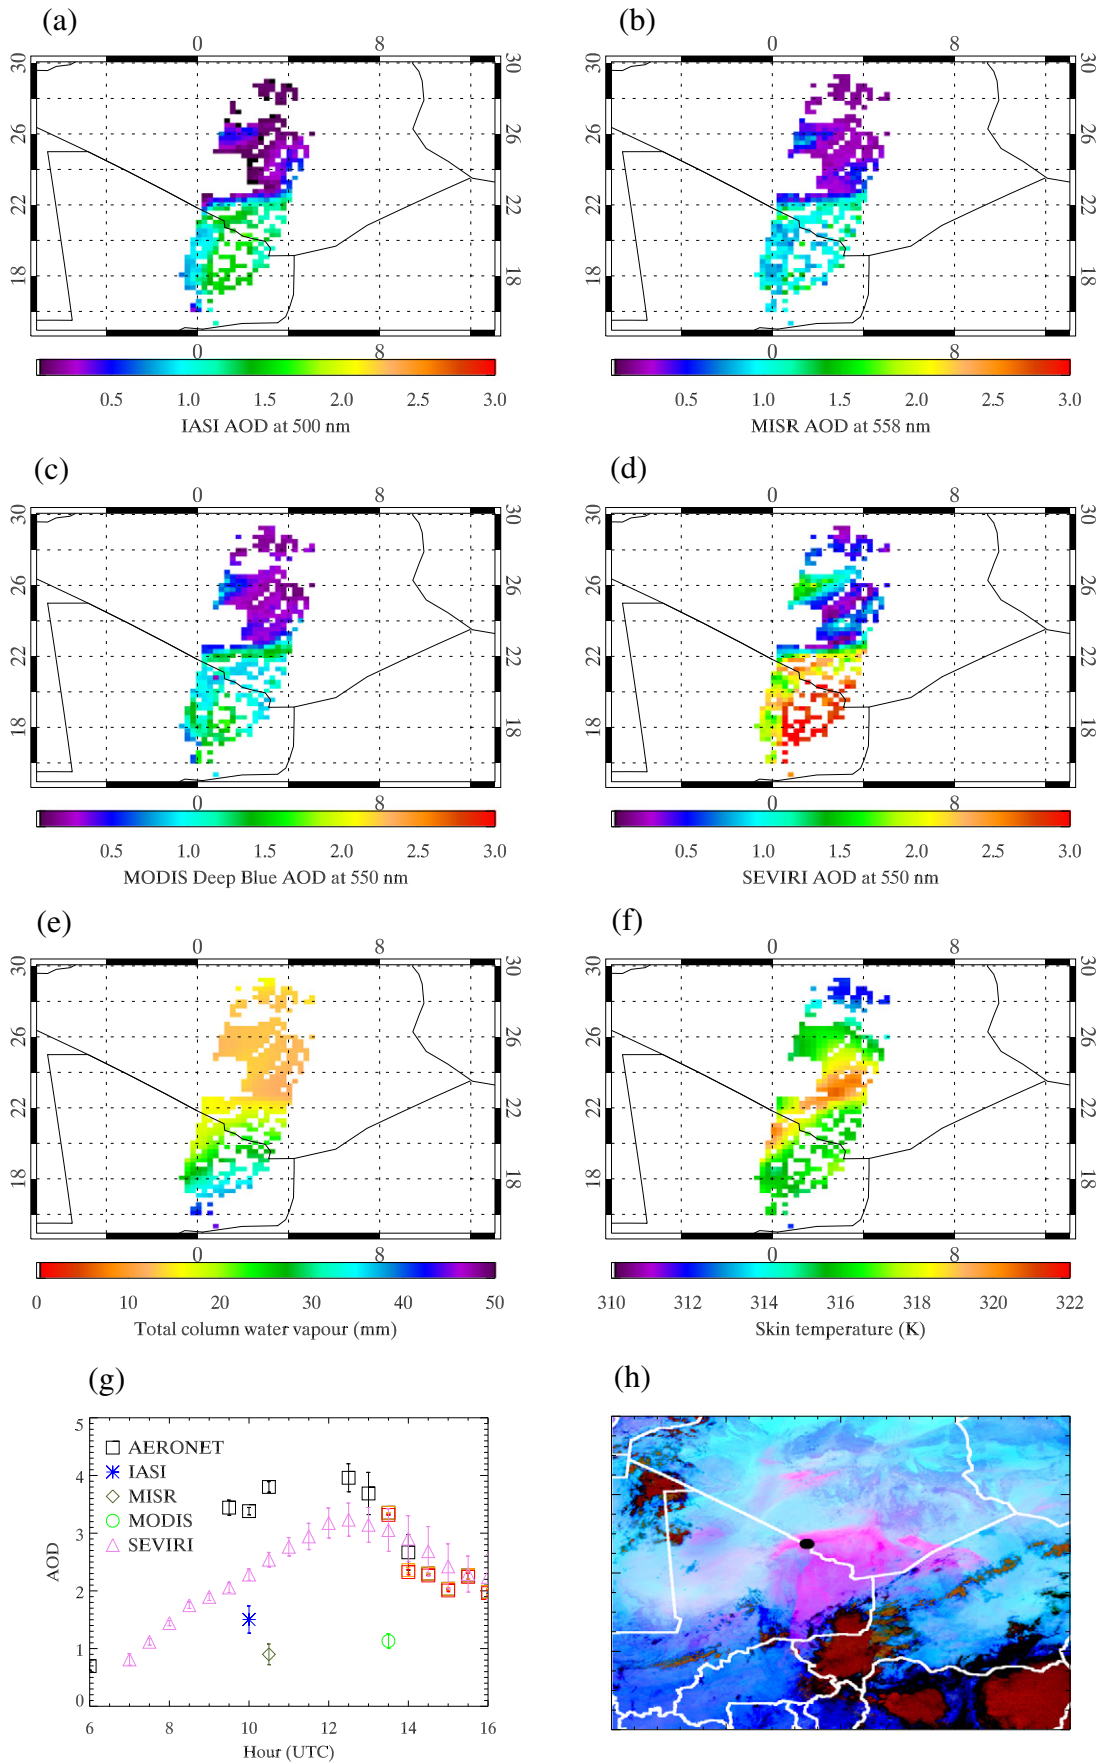 (a) (b)
0 8 0 8
30 30 30 30
26 26 26 26
22 22 22 22
18 18 18 18
0 8 0 8
0.5 1.0 1.5 2.0 2.5 3.0 0.5 1.0 1.5 2.0 2.5 3.0
IASI AOD at 500 nm MISR AOD at 558 nm
(c) (d)
0 8 0 8
30 30 30 30
26 26 26 26
22 22 22 22
18 18 18 18
0 8 0 8
0.5 1.0 1.5 2.0 2.5 3.0 0.5 1.0 1.5 2.0 2.5 3.0
MODIS Deep Blue AOD at 550 nm SEVIRI AOD at 550 nm
(e) (f)
0 8 0 8
30 30 30 30
26 26 26 26
22 22 22 22
18 18 18 18
0 8 0 8
0 10 20 30 40 50 310 312 314 316 318 320 322
Total column water vapour (mm) Skin temperature (K)
(g) (h)
5
AERONET
IASI
4
MISR
MODIS
SEVIRI
3
AOD
2
1
0
6 8 10 12 14 16
Hour (UTC)